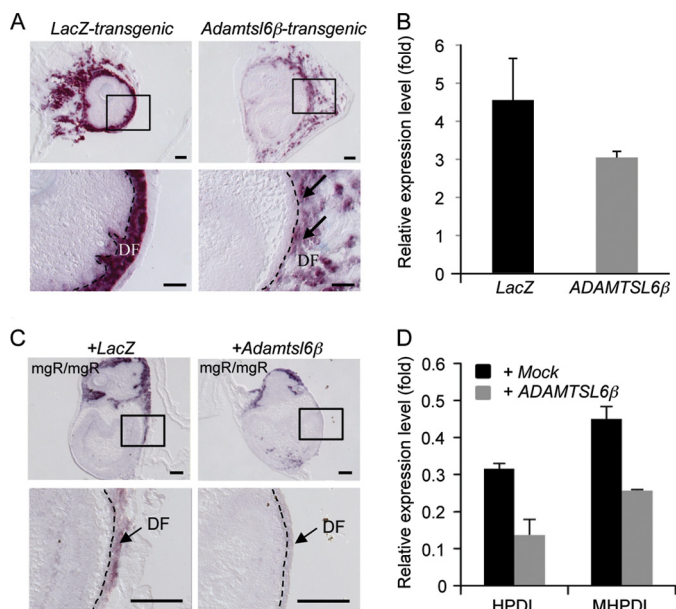 A
LacZ-transgenic
Adamtsl6β-transgenic
DF
DF
B
Relative expression level (fold)
6
5
4
3
2
1
0
LacZ
ADAMTSL6β
C
+LacZ
+Adamtsl6β
mgR/mgR
mgR/mgR
DF
DF
D
Relative expression level (fold)
0.6
0.5
0.4
0.3
0.2
0.1
0
+ Mock
+ ADAMTSL6β
HPDL
MHPDL